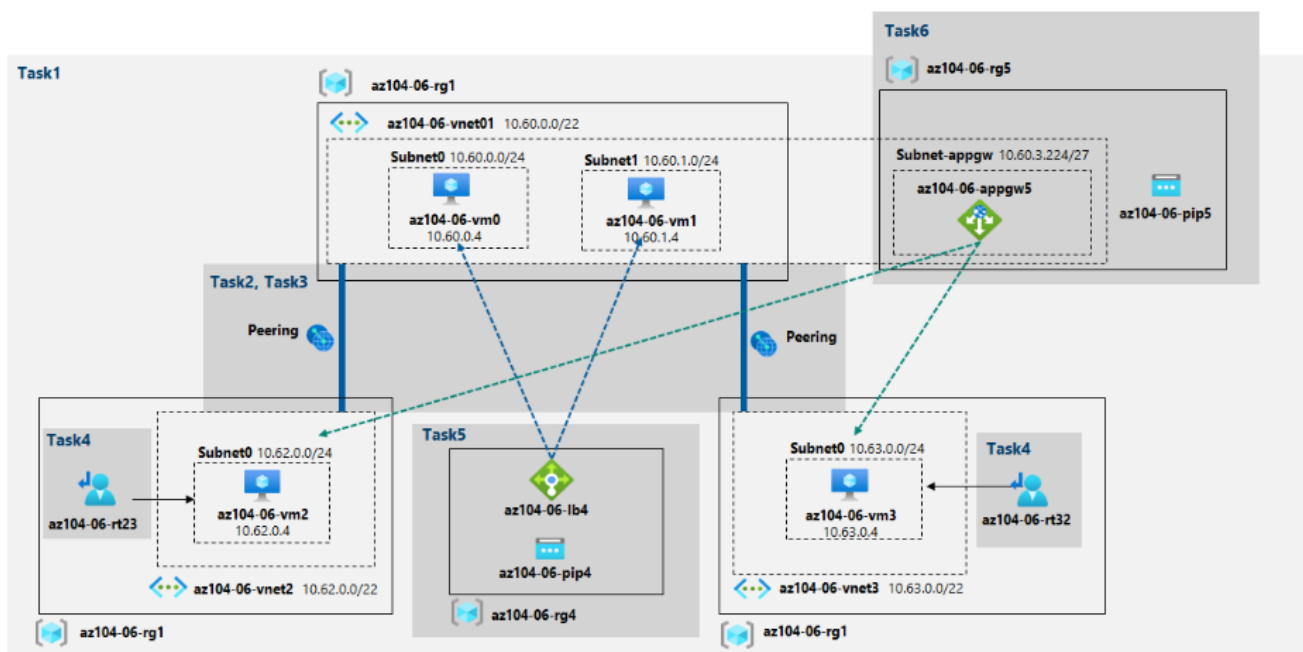 Task6
az104-06-rg5
Task1
az104-06-rg1
az104-06-vnet01 10.60.0.0/22
Subnet0 10.60.0.0/24
az104-06-vm0
10.60.0.4
Subnet1 10.60.1.0/24
az104-06-vm1
10.60.1.4
Subnet-appgw 10.60.3.224/27
az104-06-appgw5
az104-06-pip5
Task2, Task3
Peering
Peering
Task4
az104-06-rt23
Subnet0 10.62.0.0/24
az104-06-vm2
10.62.0.4
az104-06-vnet2 10.62.0.0/22
az104-06-rg1
Task5
az104-06-lb4
az104-06-pip4
az104-06-rg4
Subnet0 10.63.0.0/24
az104-06-vm3
10.63.0.4
Task4
az104-06-rt32
az104-06-vnet3 10.63.0.0/22
az104-06-rg1